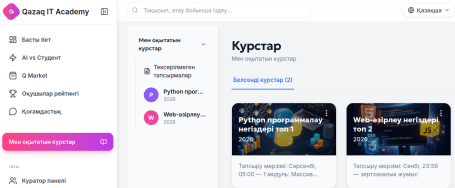 Qazaq IT Academy
Тақырып, атау бойынша іздеу...
Қазақша
Басты бет
AI vs Студент
Q Market
Оқушылар рейтингі
Қоғамдастық
Мен оқытатын курстар
Куратор панелі
Мен оқытатын
курстар
Тексерілмеген
тапсырмалар
P
Python прог...
2026
W
Web-әзірлеу...
2026
Курстар
Мен оқытатын курстар
Белсенді курстар (2)
Python программалау
негіздері топ 1
2026
Тапсыру мерзімі: Сәрсенбі,
05:00 — 1 модуль: Массив...
Web-әзірлеу негіздері
топ 2
2026
JS
Тапсыру мерзімі: Сенбі, 23:59
— зертханалық жұмыс